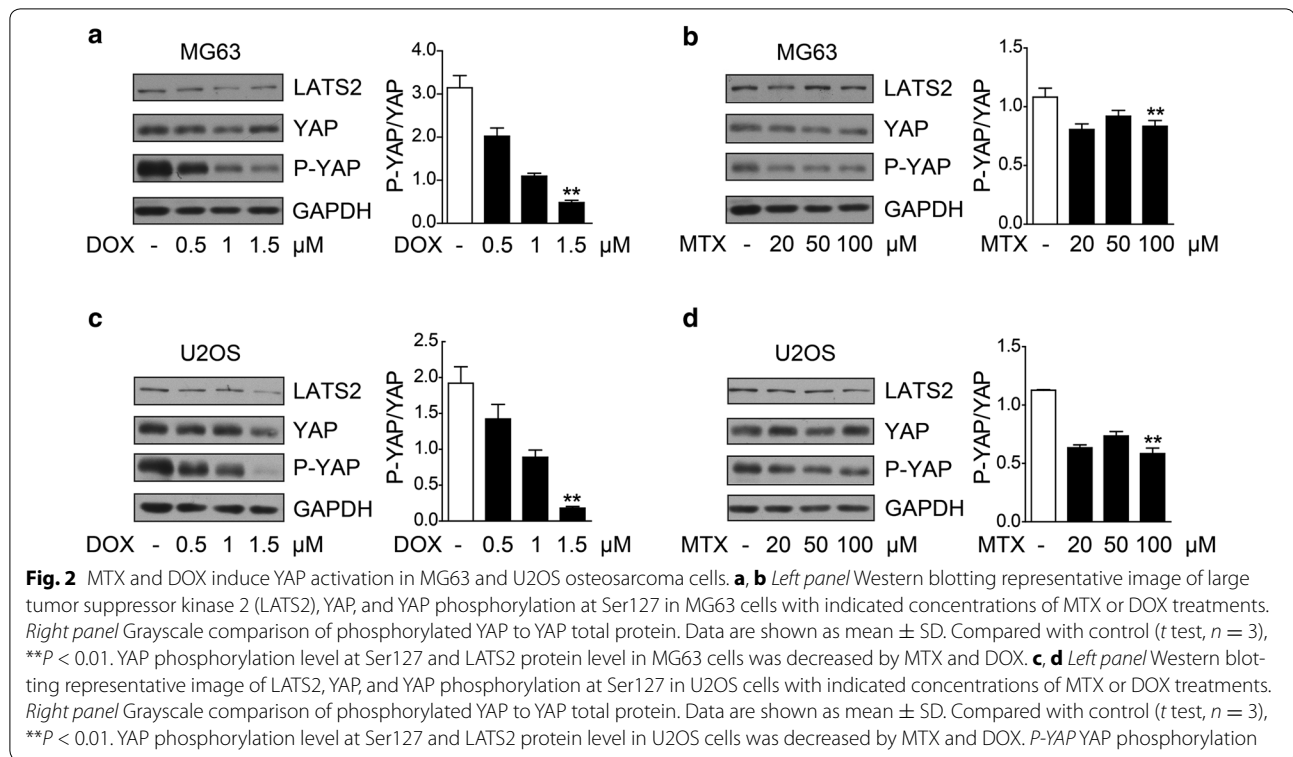 a
MG63
LATS2
YAP
P-YAP
GAPDH
DOX - 0.5 1 1.5 µM
P-YAP/YAP
4.0
3.0
2.0
1.0
0.0
**
DOX - 0.5 1 1.5 µM
b
MG63
LATS2
YAP
P-YAP
GAPDH
MTX - 20 50 100 µM
P-YAP/YAP
1.5
1.0
0.5
0.0
**
MTX - 20 50 100 µM
c
U2OS
LATS2
YAP
P-YAP
GAPDH
DOX - 0.5 1 1.5 µM
P-YAP/YAP
2.5
2.0
1.5
1.0
0.5
0.0
**
DOX - 0.5 1 1.5 µM
d
U2OS
LATS2
YAP
P-YAP
GAPDH
MTX - 20 50 100 µM
P-YAP/YAP
1.5
1.0
0.5
0.0
**
MTX - 20 50 100 µM
Fig. 2 MTX and DOX induce YAP activation in MG63 and U2OS osteosarcoma cells. a, b Left panel Western blotting representative image of large
tumor suppressor kinase 2 (LATS2), YAP, and YAP phosphorylation at Ser127 in MG63 cells with indicated concentrations of MTX or DOX treatments.
Right panel Grayscale comparison of phosphorylated YAP to YAP total protein. Data are shown as mean ± SD. Compared with control (t test, n = 3),
**P < 0.01. YAP phosphorylation level at Ser127 and LATS2 protein level in MG63 cells was decreased by MTX and DOX. c, d Left panel Western blot-
ting representative image of LATS2, YAP, and YAP phosphorylation at Ser127 in U2OS cells with indicated concentrations of MTX or DOX treatments.
Right panel Grayscale comparison of phosphorylated YAP to YAP total protein. Data are shown as mean ± SD. Compared with control (t test, n = 3),
**P < 0.01. YAP phosphorylation level at Ser127 and LATS2 protein level in U2OS cells was decreased by MTX and DOX. P-YAP YAP phosphorylation